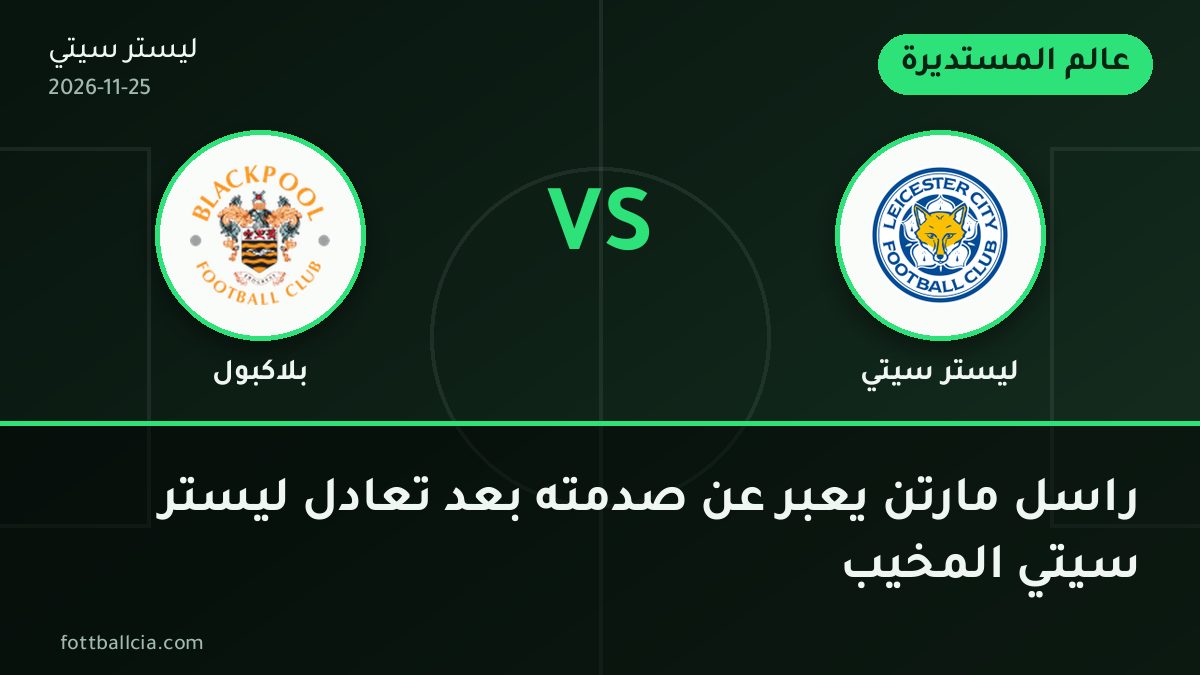 عالم المستديرة
ليستر سيتي
2026-11-25
BLACKPOOL
FOOTBALL CLUB
VS
LEICESTER CITY
FOOTBALL CLUB
ليستر سيتي
بلاكبول
راسل مارتن يعبر عن صدمته بعد تعادل ليستر
سيتي المخيب
fottballcia.com